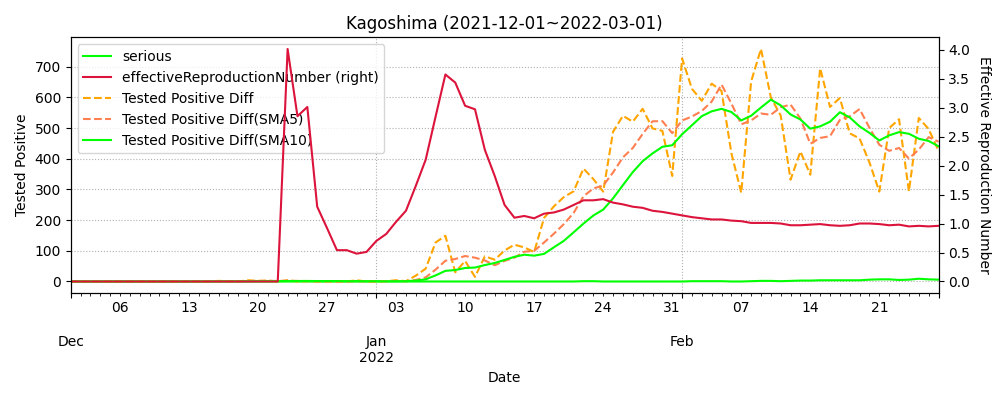 Kagoshima (2021-12-01~2022-03-01)
serious
effectiveReproductionNumber (right)
Tested Positive Diff
Tested Positive Diff(SMA5)
Tested Positive Diff(SMA10)
Tested Positive
700
600
500
400
300
200
100
0
4.0
3.5
3.0
2.5
2.0
1.5
1.0
0.5
0.0
Effective Reproduction Number
06 13 20 27 03 10 17 24 31 07 14 21
Dec Jan Feb
2022
Date